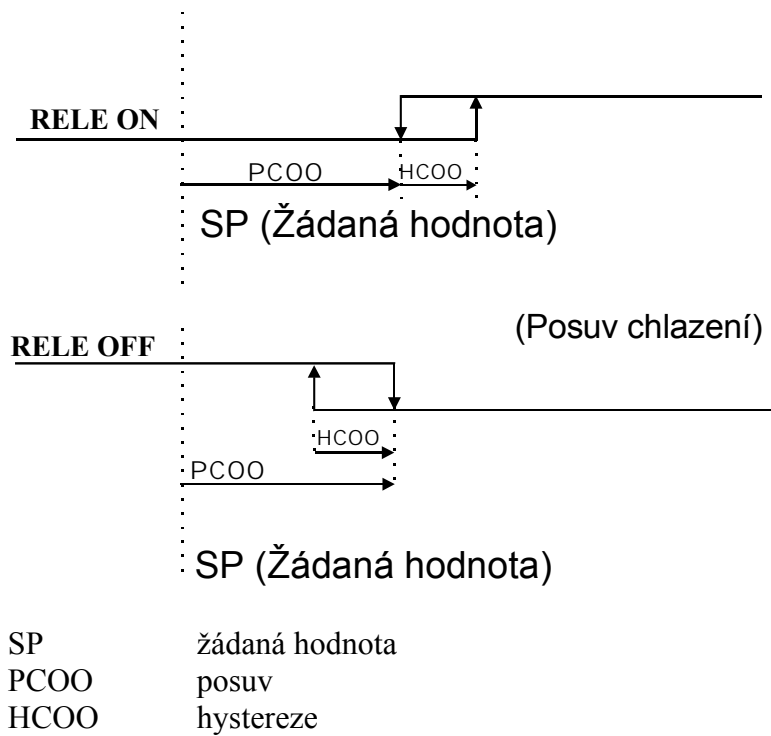 RELE ON
PCOO
HCOO
SP (Žádaná hodnota)
(Posuv chlazení)
RELE OFF
HCOO
PCOO
SP (Žádaná hodnota)
SP žádaná hodnota
PCOO posuv
HCOO hystereze